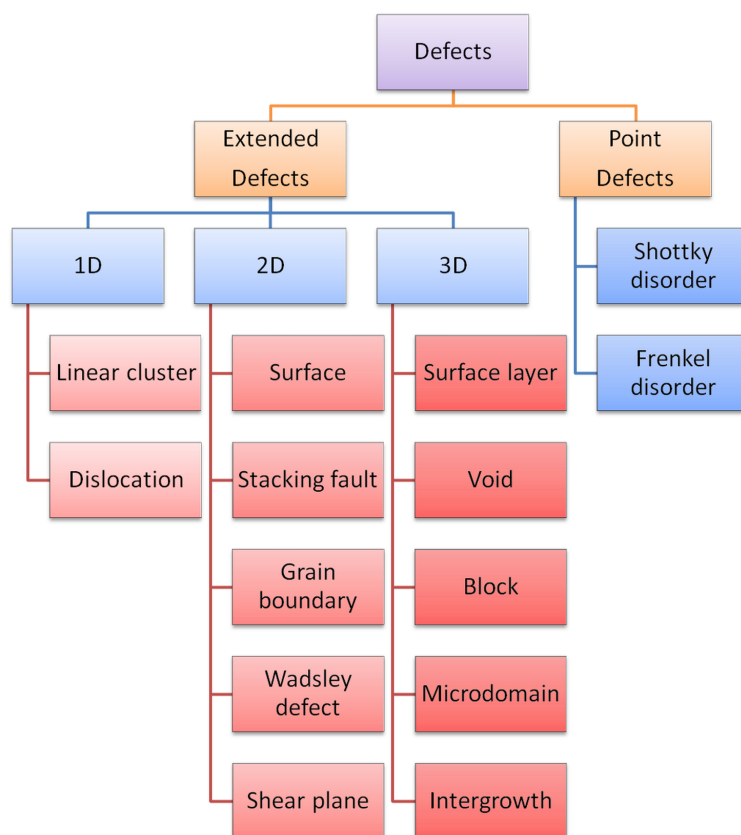 Defects
Extended
Defects
Point
Defects
1D
2D
3D
Shottky
disorder
Frenkel
disorder
Linear cluster
Dislocation
Surface
Stacking fault
Grain
boundary
Wadsley
defect
Shear plane
Surface layer
Void
Block
Microdomain
Intergrowth